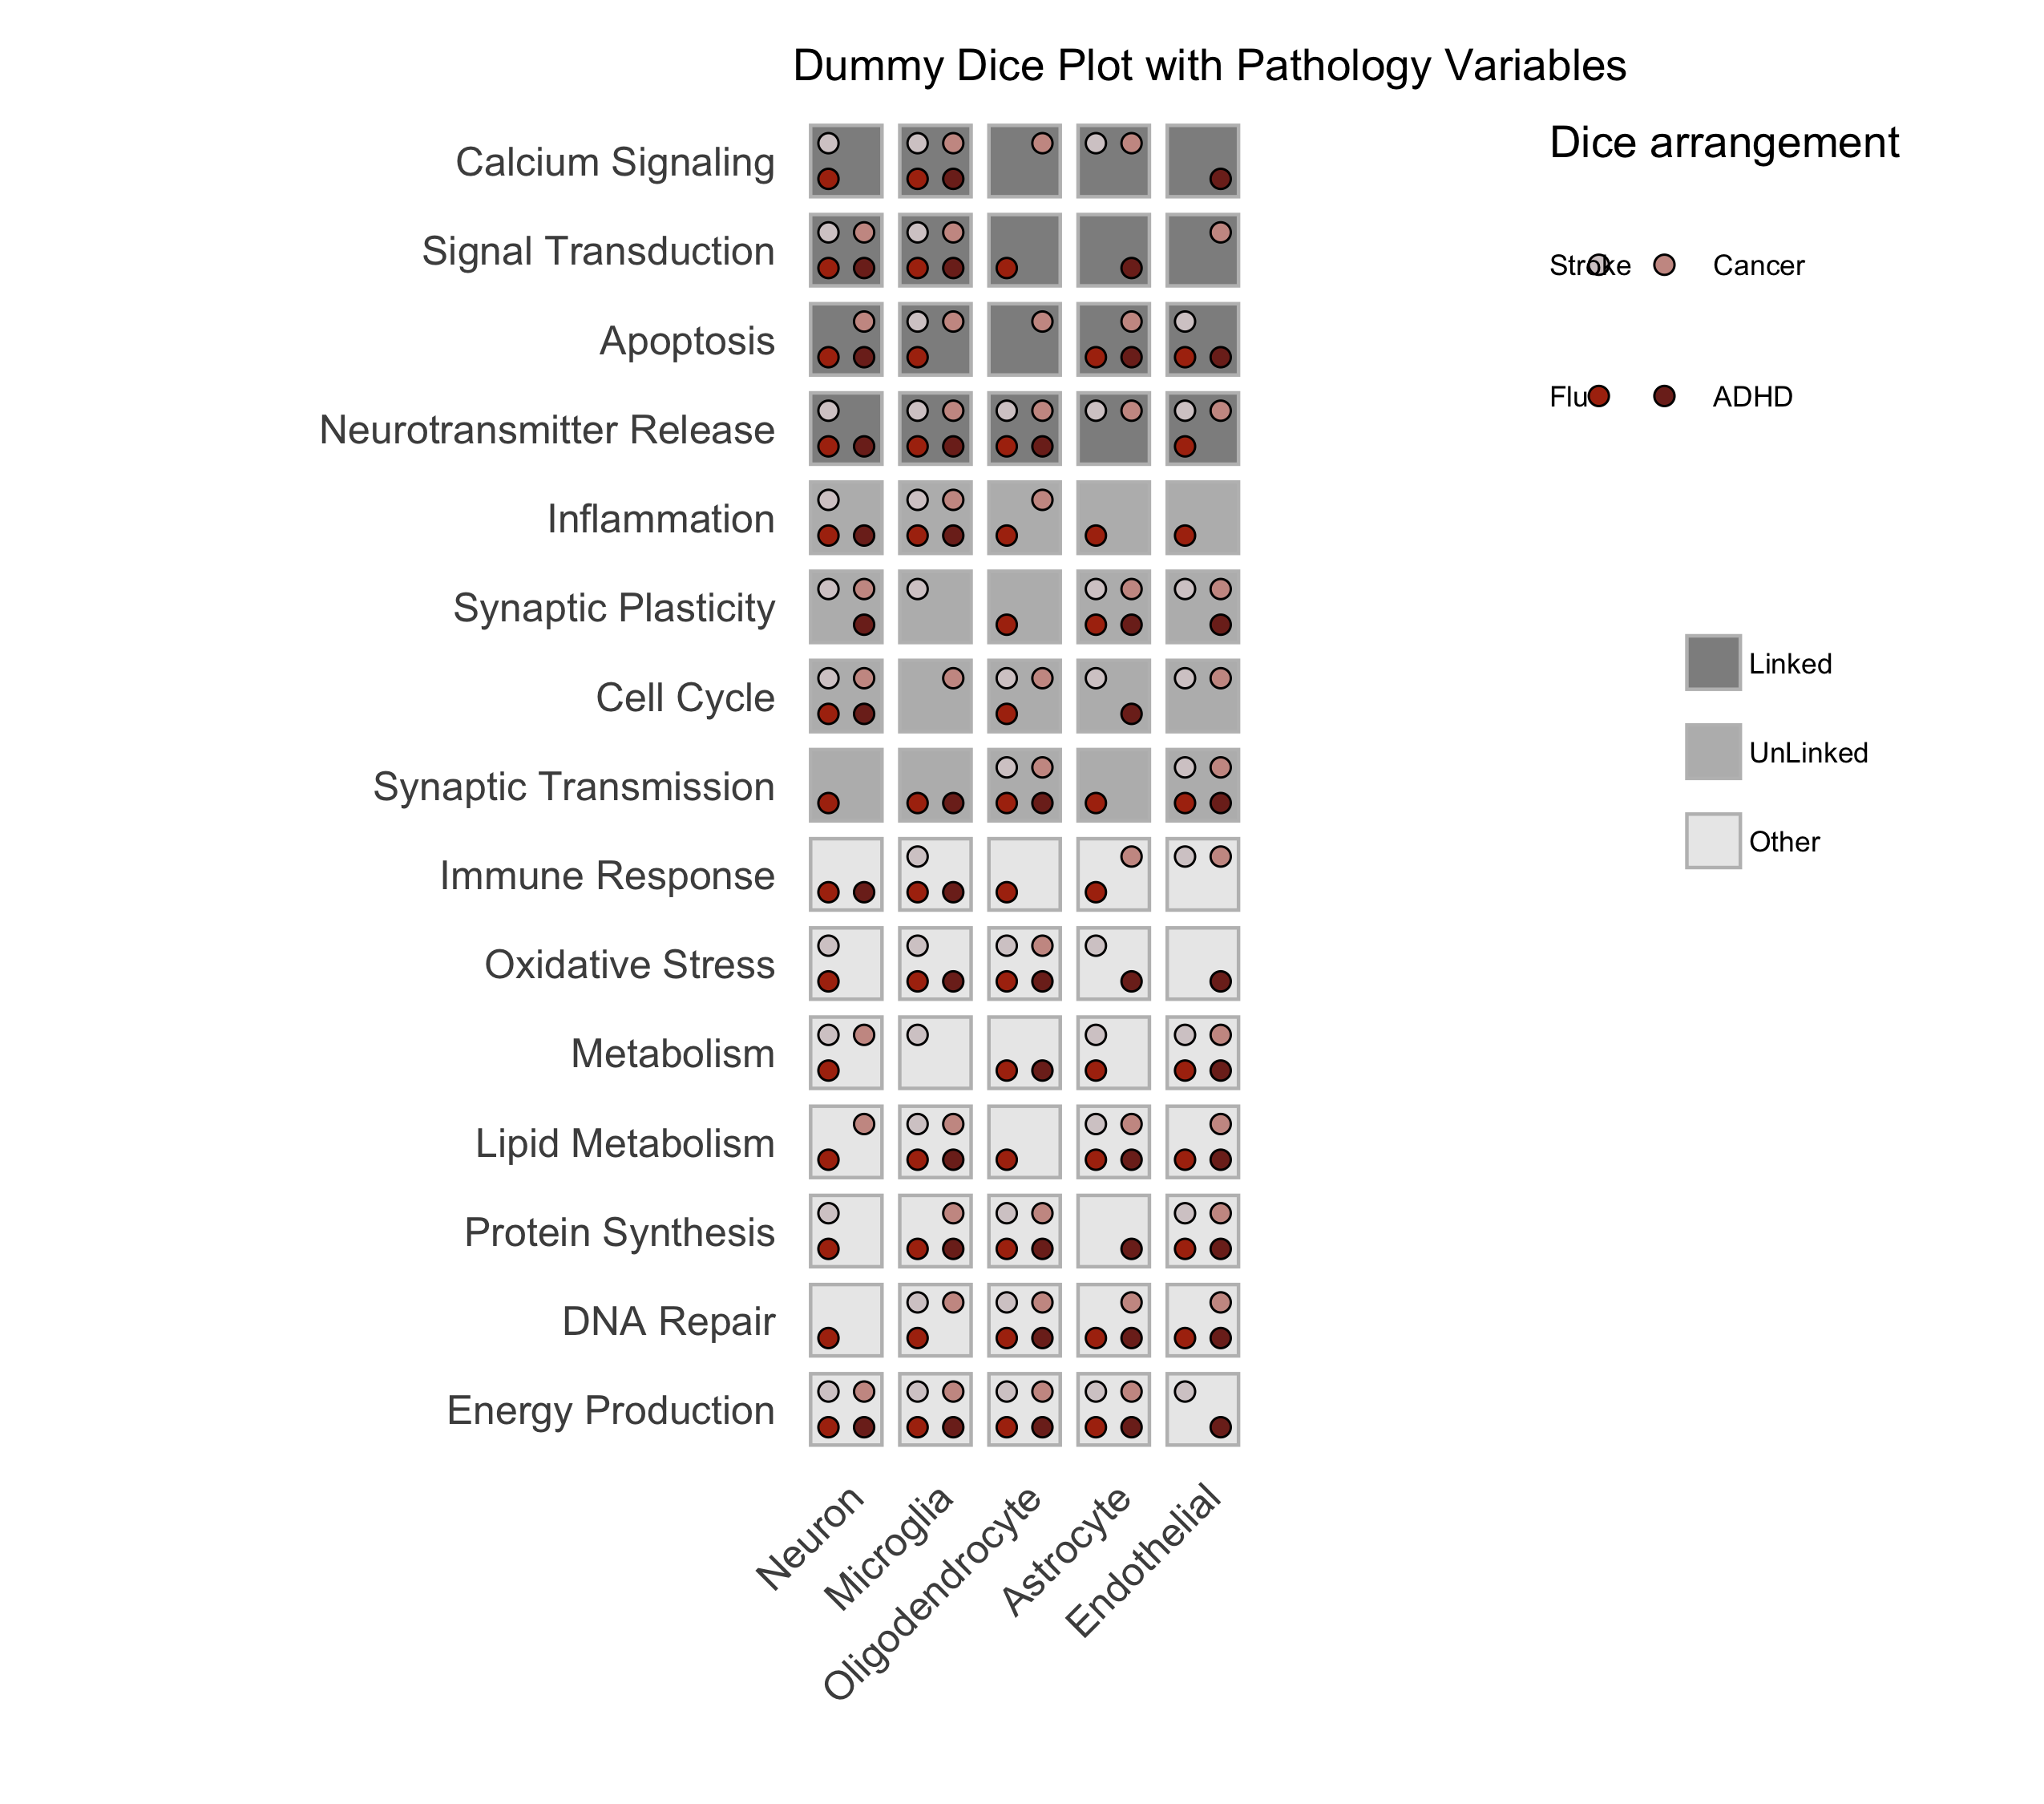 Dummy Dice Plot with Pathology Variables
Calcium Signaling
Signal Transduction
Apoptosis
Neurotransmitter Release
Inflammation
Synaptic Plasticity
Cell Cycle
Synaptic Transmission
Immune Response
Oxidative Stress
Metabolism
Lipid Metabolism
Protein Synthesis
DNA Repair
Energy Production
Neuron
Microglia
Oligodendrocyte
Astrocyte
Endothelial
Dice arrangement
Stroke Cancer
Flu ADHD
Linked
UnLinked
Other